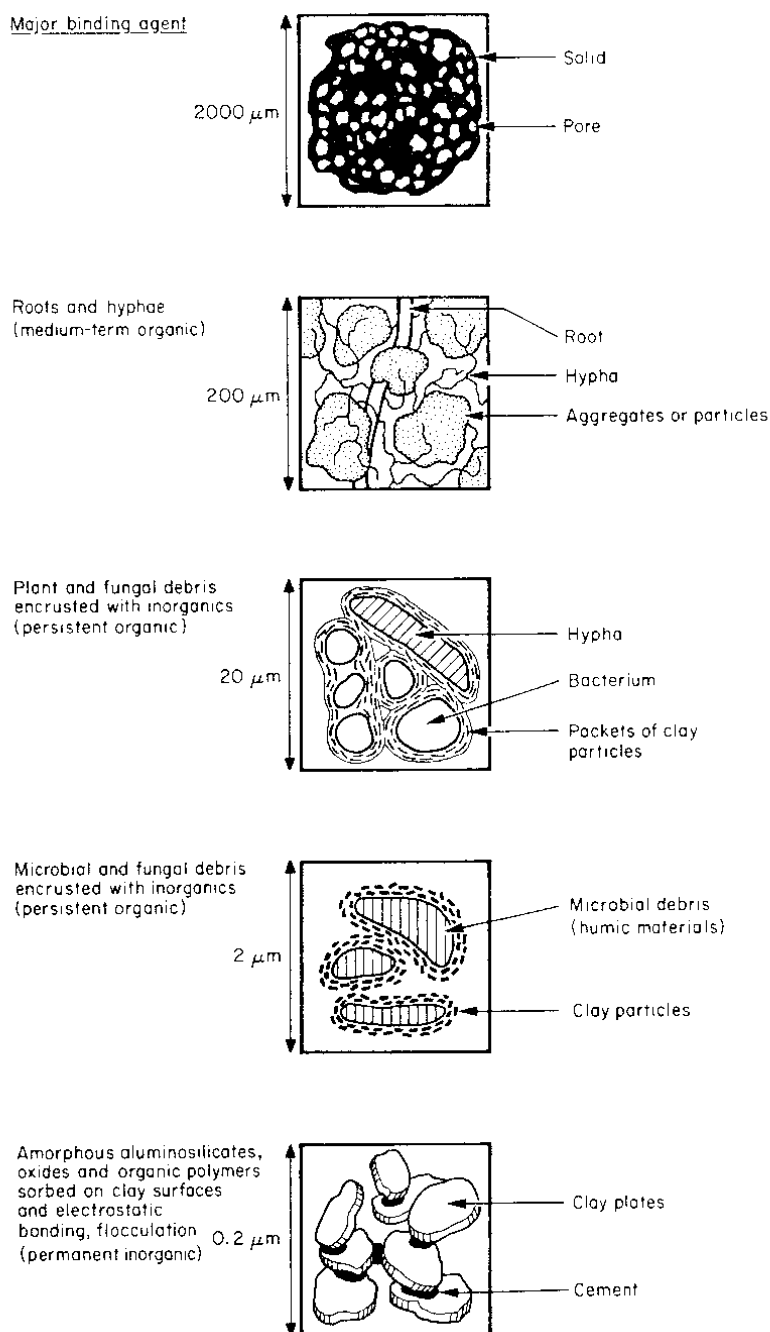 Major binding agent
2000 μm
Solid
Pore
Roots and hyphae
(medium-term organic)
200 μm
Root
Hypha
Aggregates or particles
Plant and fungal debris
encrusted with inorganics
(persistent organic)
20 μm
Hypha
Bacterium
Packets of clay
particles
Microbial and fungal debris
encrusted with inorganics
(persistent organic)
2 μm
Microbial debris
(humic materials)
Clay particles
Amorphous aluminosilicates,
oxides and organic polymers
sorbed on clay surfaces
and electrostatic
bonding, flocculation
(permanent inorganic)
0.2 μm
Clay plates
Cement